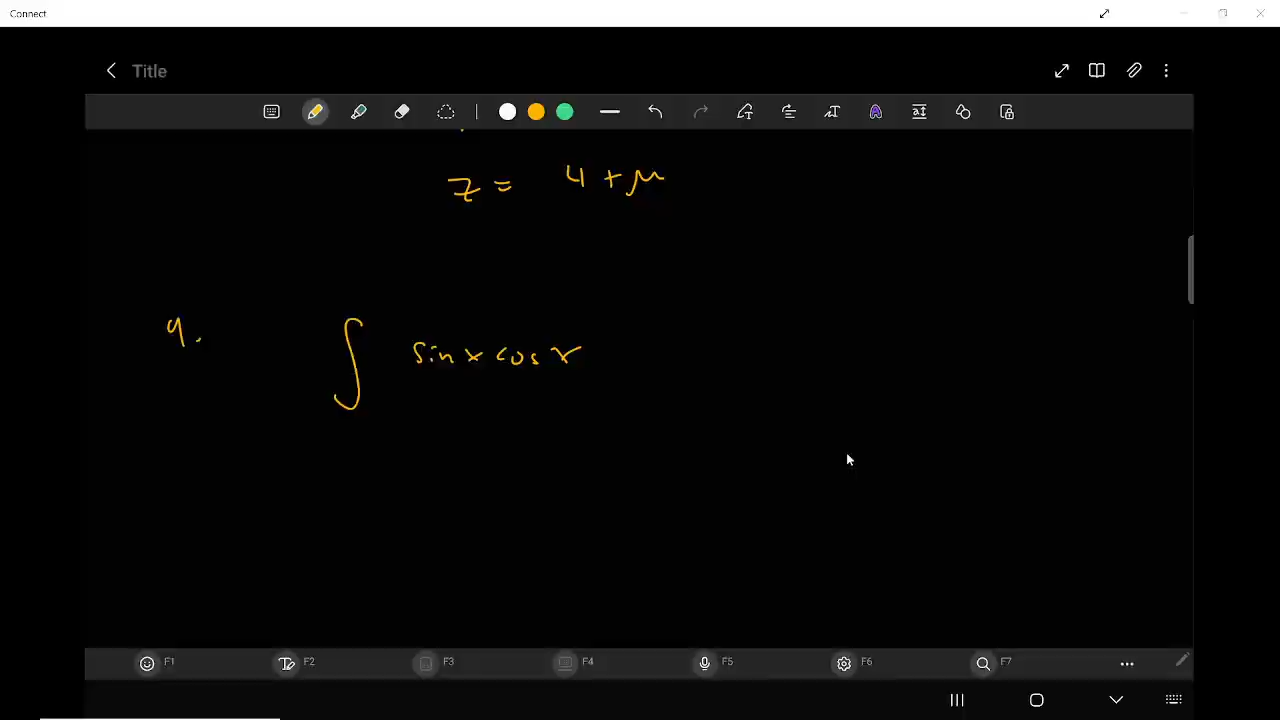 Connect
Title
z = 4 + μ
9. ∫ sin x cos x
F1 F2 F3 F4 F5 F6 F7